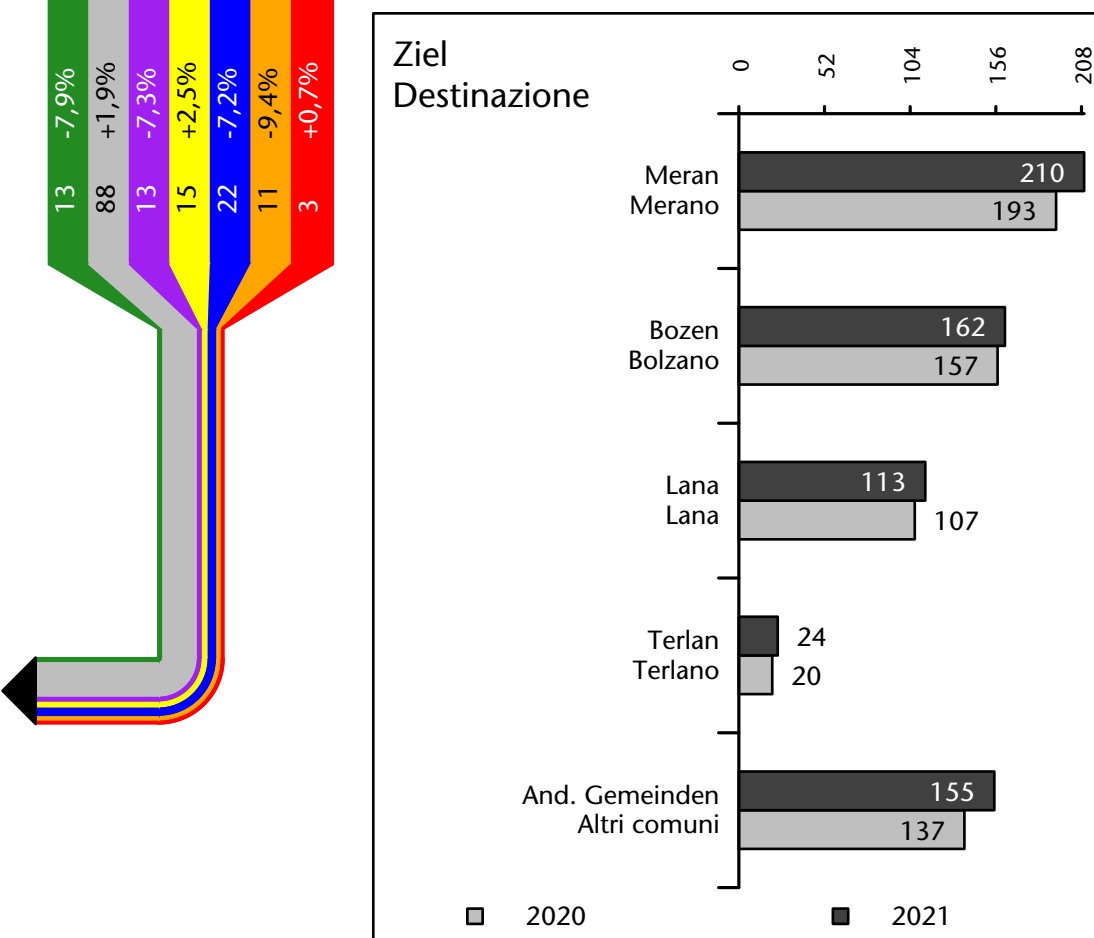 13 -7,9%
88 +1,9%
13 -7,3%
15 +2,5%
22 -7,2%
11 -9,4%
3 +0,7%
Ziel
Destinazione
0 52 104 156 208
Meran
Merano
210
193
Bozen
Bolzano
162
157
Lana
Lana
113
107
Terlan
Terlano
24
20
And. Gemeinden
Altri comuni
155
137
2020 2021